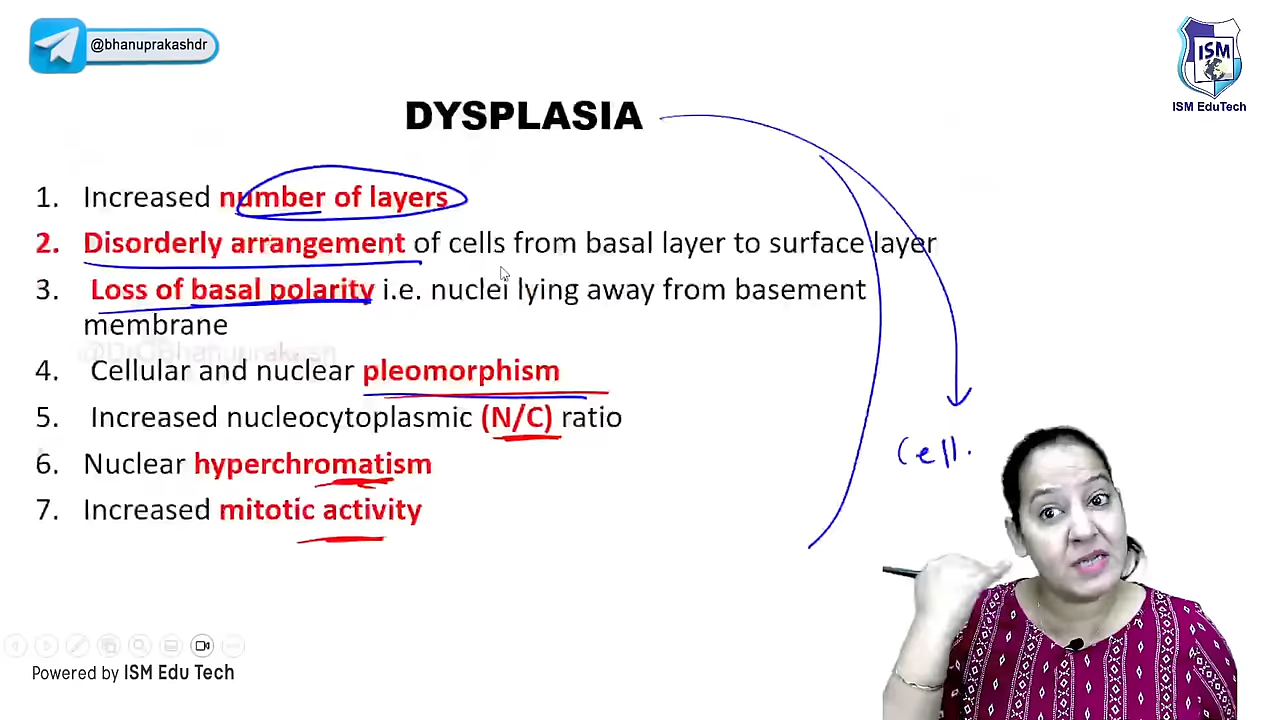 @bhanuprakashdr
ISM
ISM EduTech
DYSPLASIA
1. Increased number of layers
2. Disorderly arrangement of cells from basal layer to surface layer
3. Loss of basal polarity i.e. nuclei lying away from basement
membrane
4. Cellular and nuclear pleomorphism
5. Increased nucleocytoplasmic (N/C) ratio
6. Nuclear hyperchromatism
7. Increased mitotic activity
Cell.
Powered by ISM Edu Tech